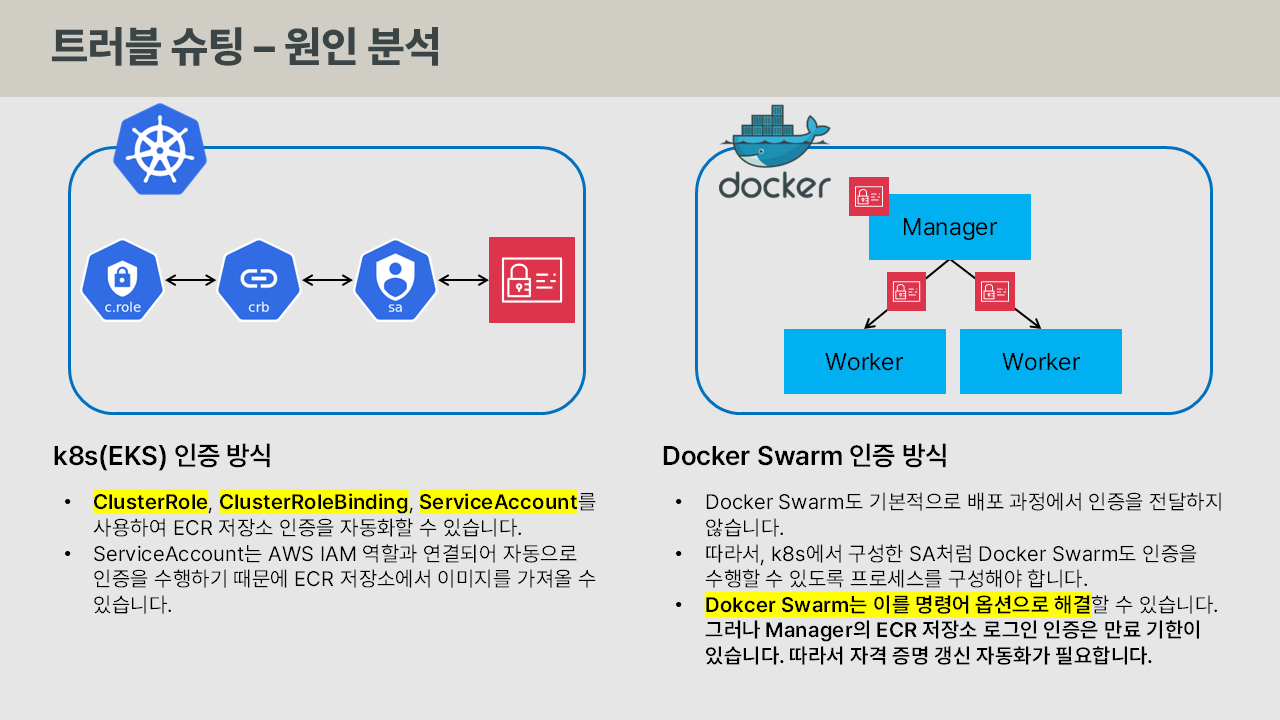 트러블 슈팅 – 원인 분석
c.role
crb
sa
docker
Manager
Worker
Worker
k8s(EKS) 인증 방식
• ClusterRole, ClusterRoleBinding, ServiceAccount를
사용하여 ECR 저장소 인증을 자동화할 수 있습니다.
• ServiceAccount는 AWS IAM 역할과 연결되어 자동으로
인증을 수행하기 때문에 ECR 저장소에서 이미지를 가져올 수
있습니다.
Docker Swarm 인증 방식
• Docker Swarm도 기본적으로 배포 과정에서 인증을 전달하지
않습니다.
• 따라서, k8s에서 구성한 SA처럼 Docker Swarm도 인증을
수행할 수 있도록 프로세스를 구성해야 합니다.
• Dokcer Swarm는 이를 명령어 옵션으로 해결할 수 있습니다.
그러나 Manager의 ECR 저장소 로그인 인증은 만료 기한이
있습니다. 따라서 자격 증명 갱신 자동화가 필요합니다.